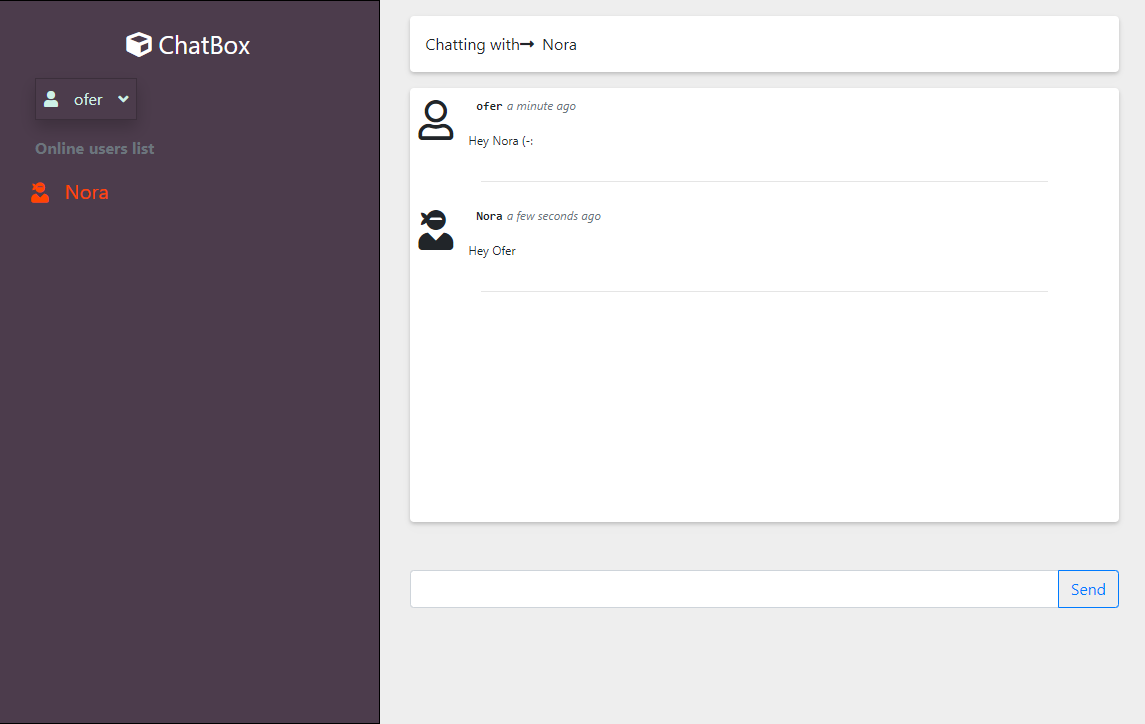 ChatBox
ofer
Online users list
Nora
Chatting with Nora
ofer a minute ago
Hey Nora (-:
Nora a few seconds ago
Hey Ofer
Send